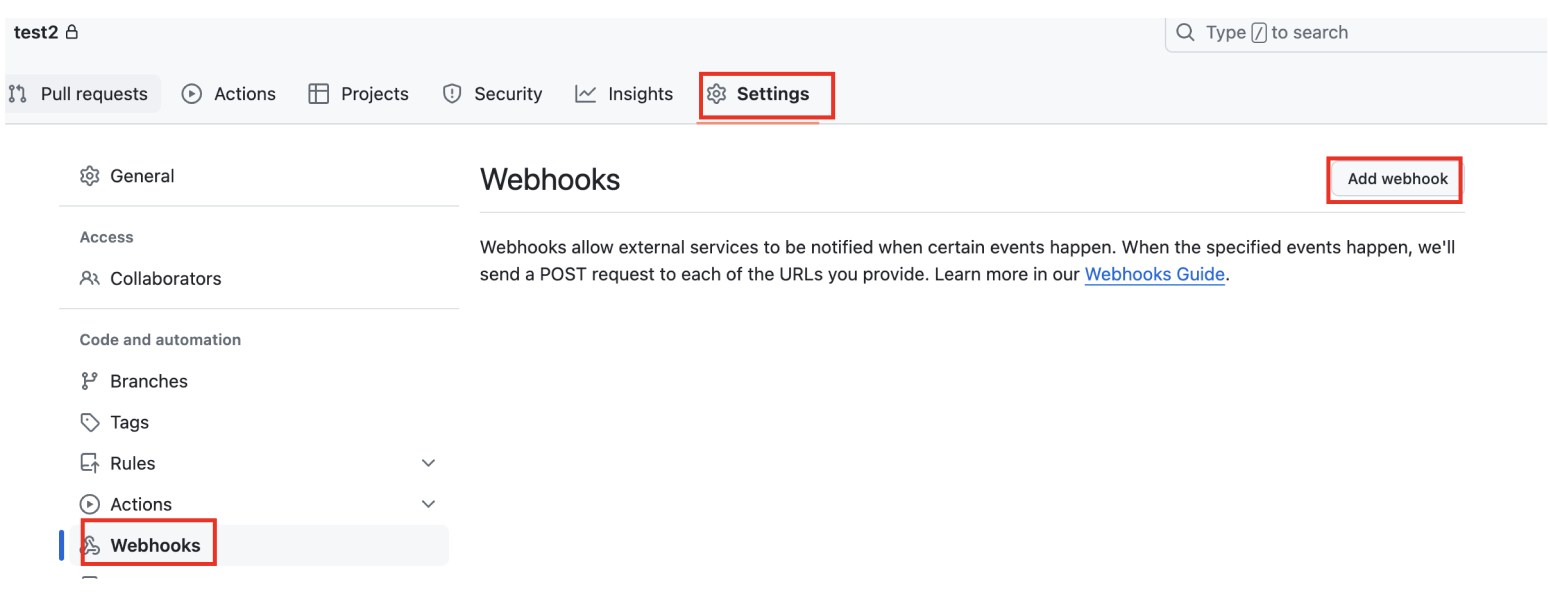 test2
Type / to search
Pull requests Actions Projects Security Insights Settings
General
Access
Collaborators
Code and automation
Branches
Tags
Rules
Actions
Webhooks
Webhooks
Add webhook
Webhooks allow external services to be notified when certain events happen. When the specified events happen, we'll
send a POST request to each of the URLs you provide. Learn more in our Webhooks Guide.